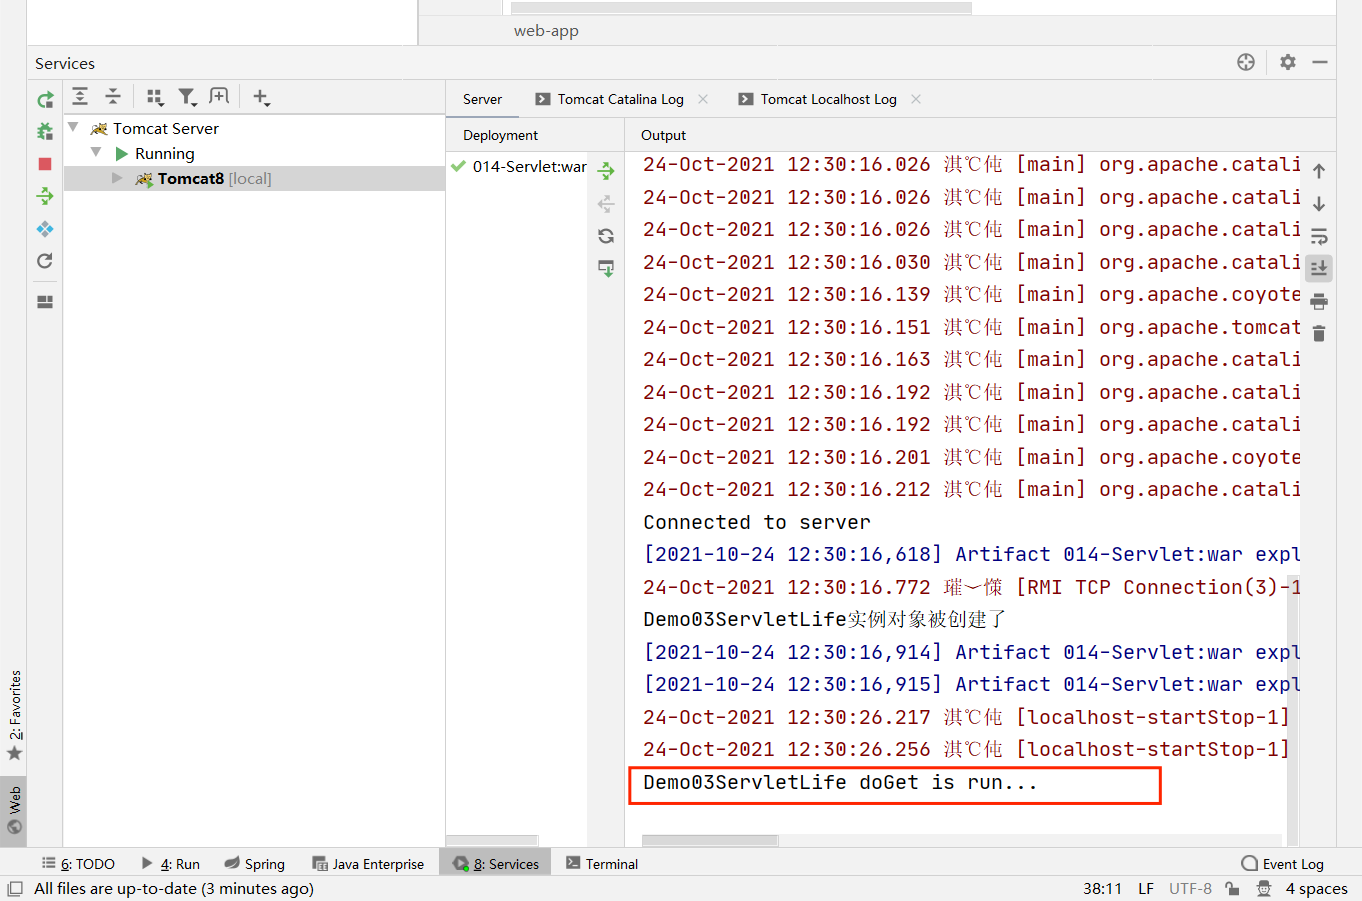 web-app
Services
Server
Tomcat Catalina Log
Tomcat Localhost Log
Tomcat Server
Running
Tomcat8 [local]
Deployment
Output
014-Servlet:war
24-Oct-2021 12:30:16.026 淇℃伅 [main] org.apache.catali
24-Oct-2021 12:30:16.026 淇℃伅 [main] org.apache.catali
24-Oct-2021 12:30:16.026 淇℃伅 [main] org.apache.catali
24-Oct-2021 12:30:16.030 淇℃伅 [main] org.apache.catali
24-Oct-2021 12:30:16.139 淇℃伅 [main] org.apache.coyote
24-Oct-2021 12:30:16.151 淇℃伅 [main] org.apache.tomcat
24-Oct-2021 12:30:16.163 淇℃伅 [main] org.apache.catali
24-Oct-2021 12:30:16.192 淇℃伅 [main] org.apache.catali
24-Oct-2021 12:30:16.192 淇℃伅 [main] org.apache.catali
24-Oct-2021 12:30:16.201 淇℃伅 [main] org.apache.coyote
24-Oct-2021 12:30:16.212 淇℃伅 [main] org.apache.catali
Connected to server
[2021-10-24 12:30:16,618] Artifact 014-Servlet:war expl
24-Oct-2021 12:30:16.772 璀﹀憡 [RMI TCP Connection(3)-1
Demo03ServletLife实例对象被创建了
[2021-10-24 12:30:16,914] Artifact 014-Servlet:war expl
[2021-10-24 12:30:16,915] Artifact 014-Servlet:war expl
24-Oct-2021 12:30:26.217 淇℃伅 [localhost-startStop-1]
24-Oct-2021 12:30:26.256 淇℃伅 [localhost-startStop-1]
Demo03ServletLife doGet is run...
2: Favorites
Web
6: TODO
4: Run
Spring
Java Enterprise
8: Services
Terminal
Event Log
All files are up-to-date (3 minutes ago)
38:11
LF
UTF-8
4 spaces